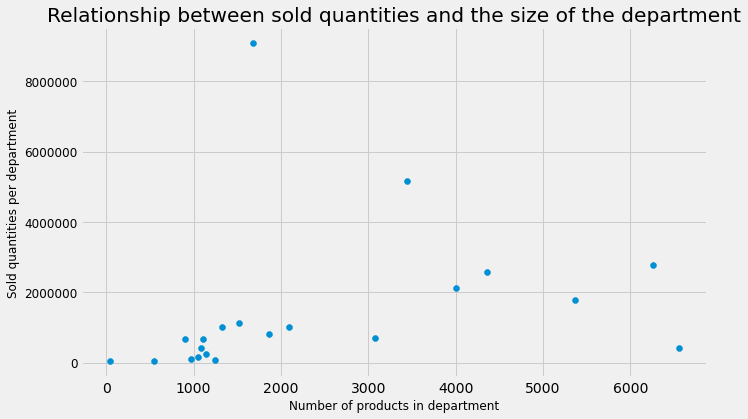 Relationship between sold quantities and the size of the department
Sold quantities per department
8000000
6000000
4000000
2000000
0
0 1000 2000 3000 4000 5000 6000
Number of products in department